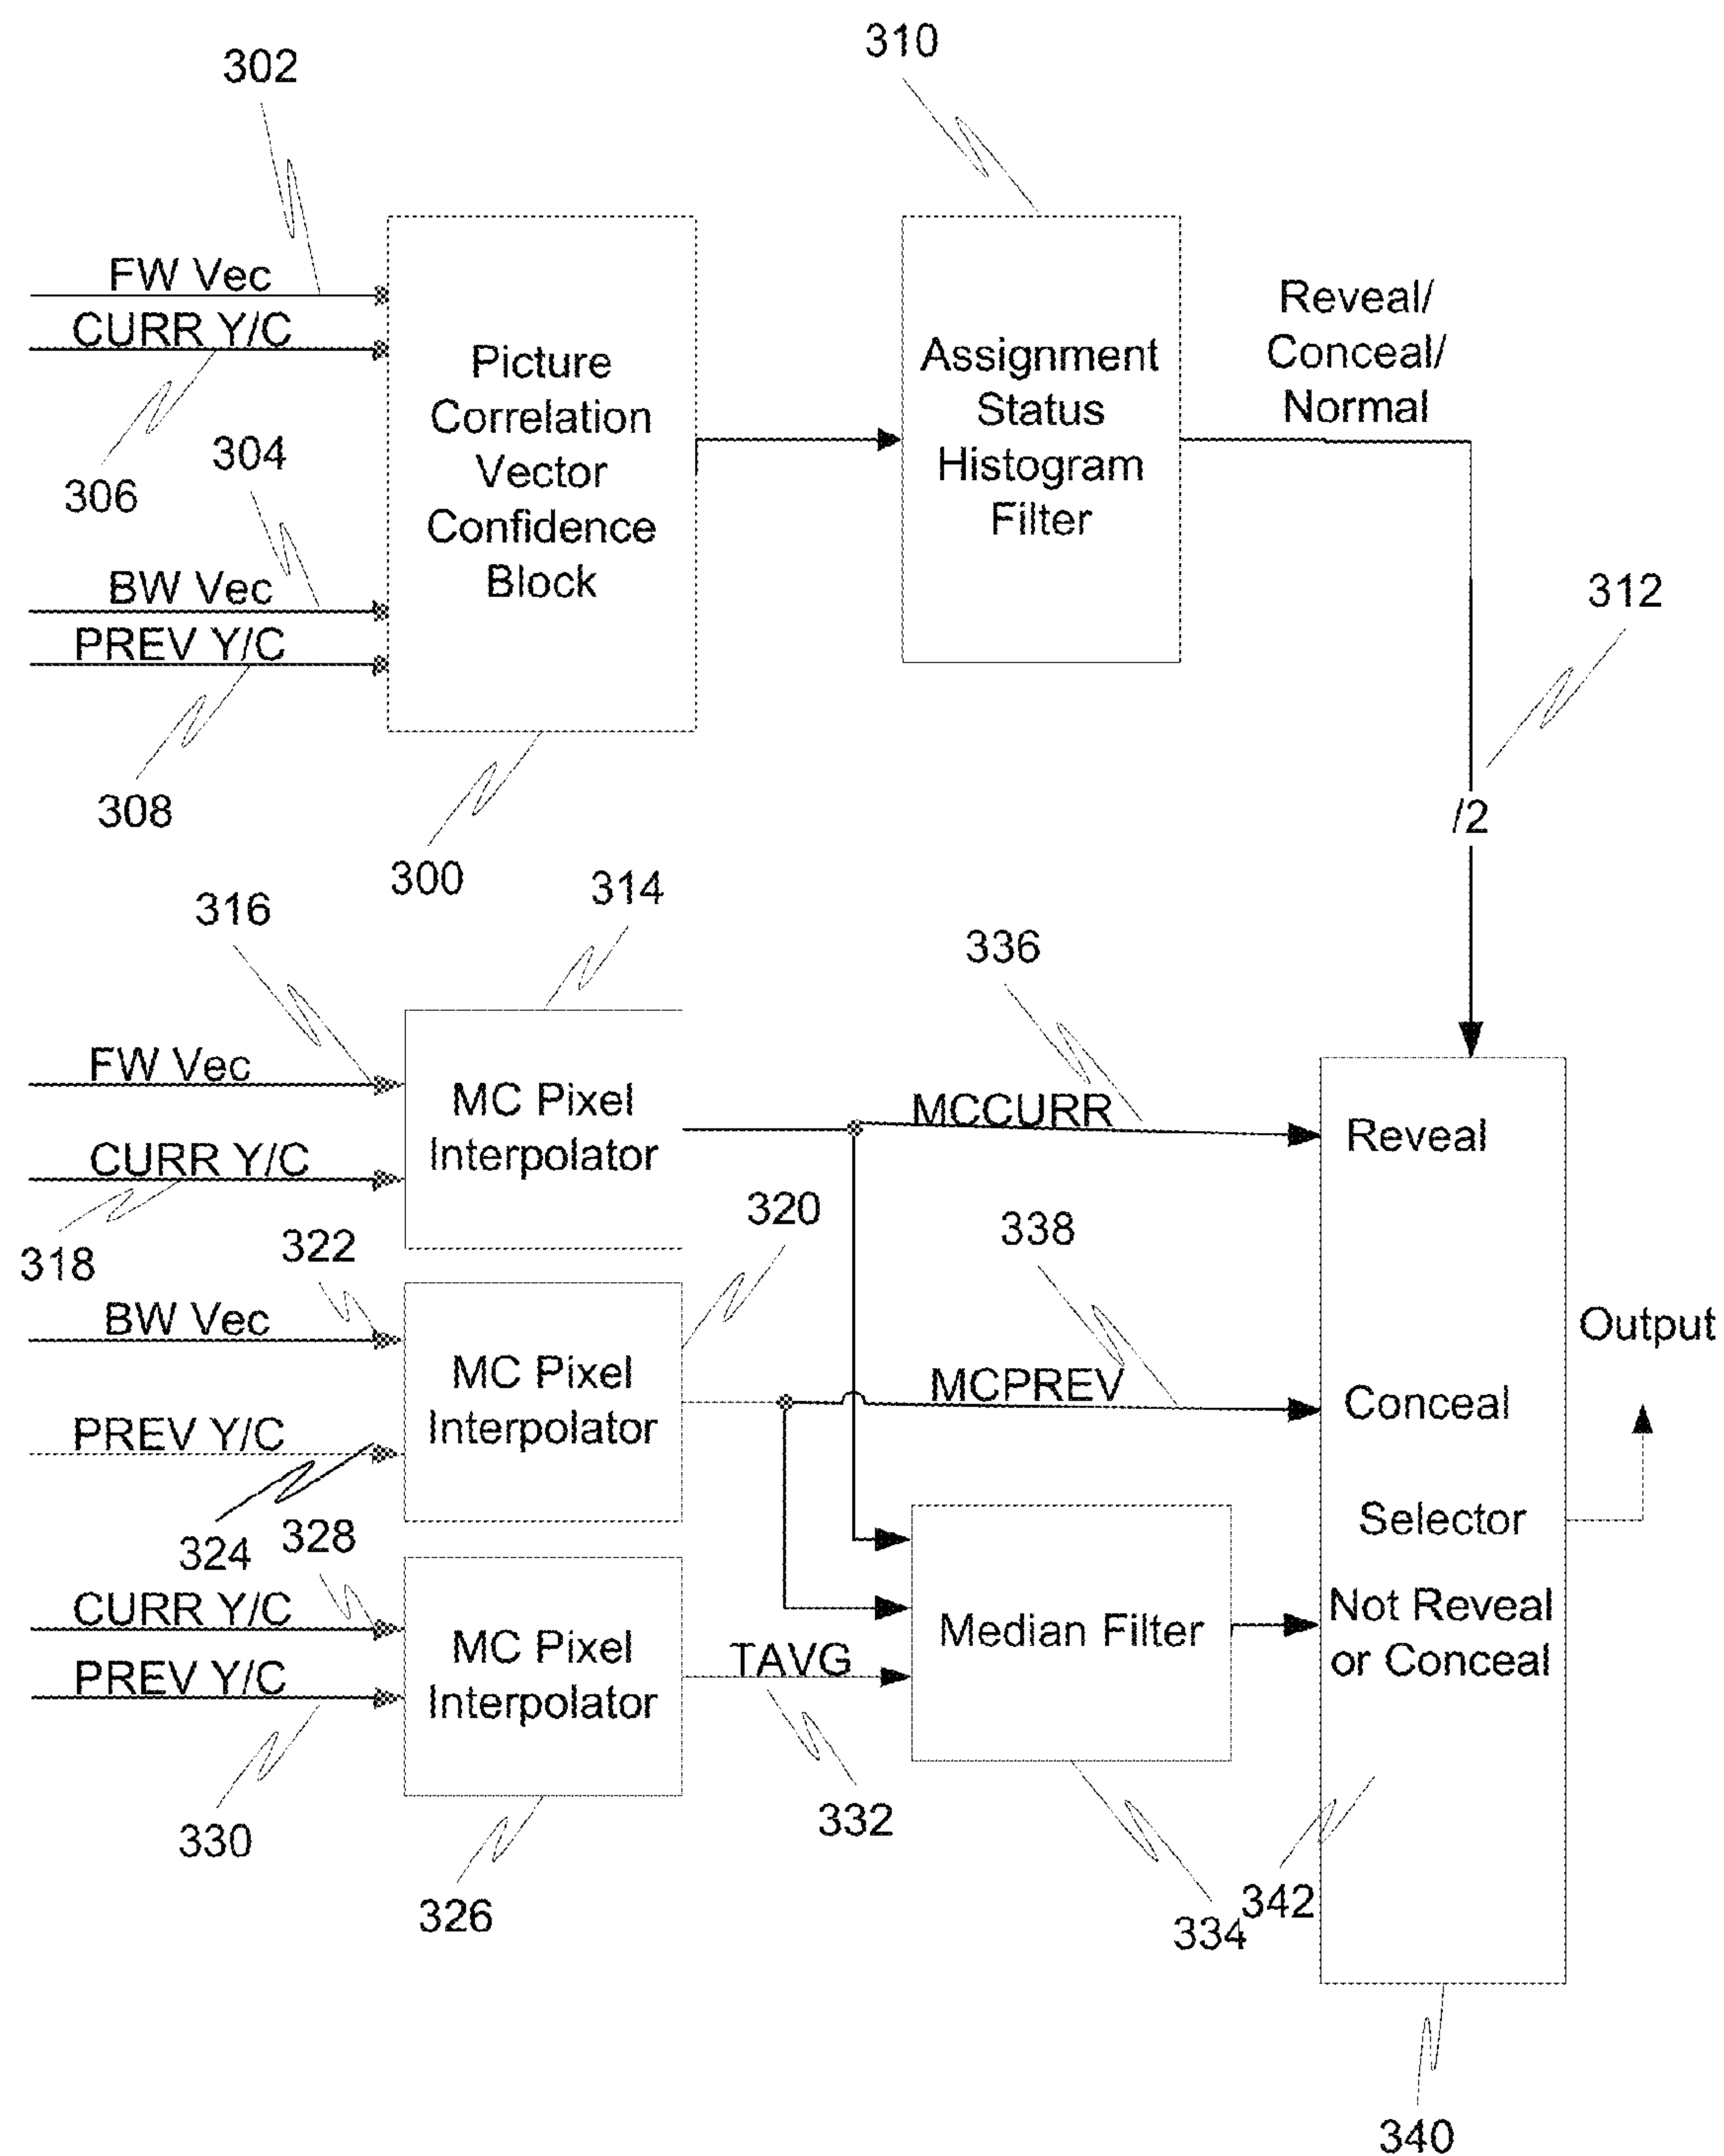 310
302
FW Vec
CURR Y/C
306
304
BW Vec
PREV Y/C
308
Picture
Correlation
Vector
Confidence
Block
300
Assignment
Status
Histogram
Filter
Reveal/
Conceal/
Normal
312
/2
314
316
FW Vec
CURR Y/C
318
MC Pixel
Interpolator
336
MCCURR
Reveal
320
322
BW Vec
PREV Y/C
324
MC Pixel
Interpolator
338
MCPREV
Conceal
Output
Selector
328
CURR Y/C
PREV Y/C
330
MC Pixel
Interpolator
326
TAVG
332
Median Filter
334
Not Reveal
or Conceal
342
340